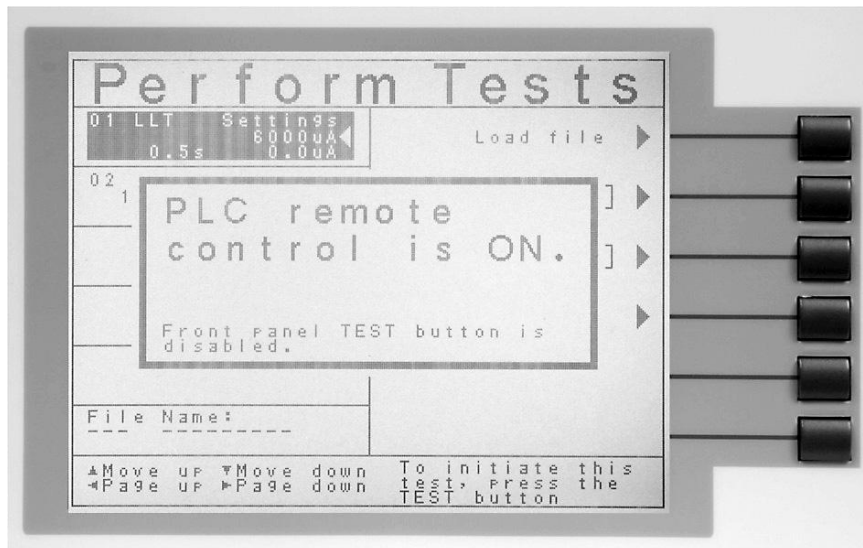 Perform Tests
01 LLT Settings
6000uA
0.5s 0.0uA
Load file
02
1
]
PLC remote
control is ON.
]
Front panel TEST button is
disabled.
File Name:
▲Move up ▼Move down
◄Page up ►Page down
To initiate this
test, press the
TEST button